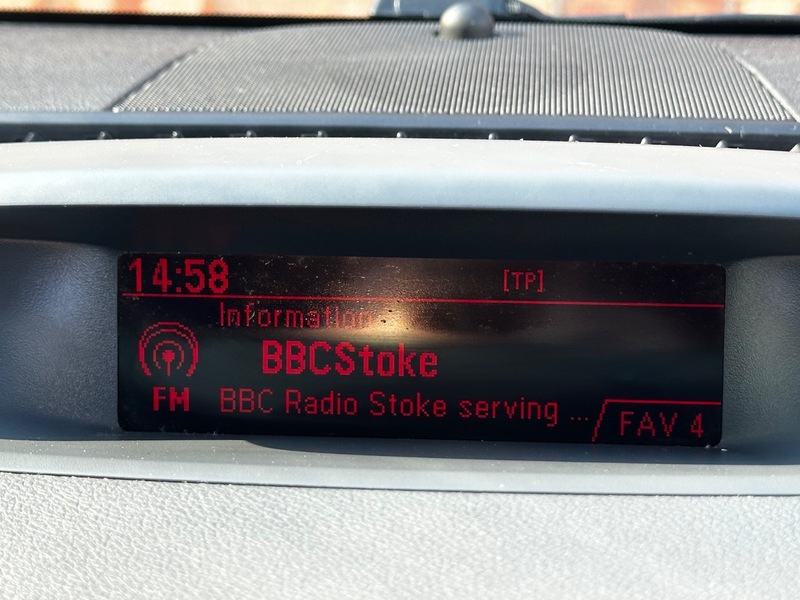 14:58 [TP]
Information
BBCStoke
FM BBC Radio Stoke serving ...
FAV 4